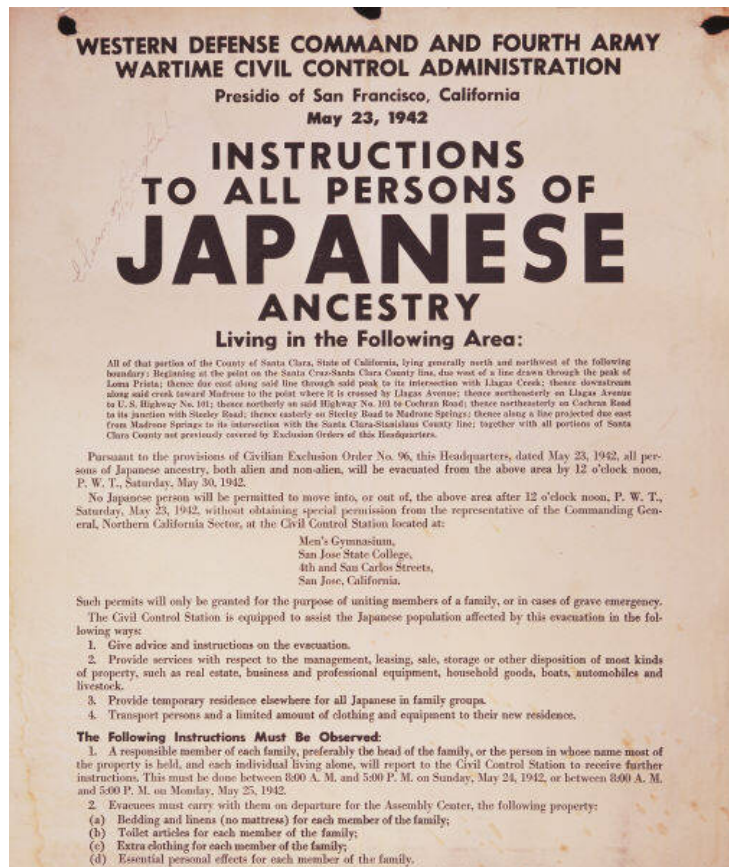 WESTERN DEFENSE COMMAND AND FOURTH ARMY
WARTIME CIVIL CONTROL ADMINISTRATION
Presidio of San Francisco, California
May 23, 1942
INSTRUCTIONS
TO ALL PERSONS OF
JAPANESE
ANCESTRY
Living in the Following Area:
All of that portion of the County of Santa Clara, State of California, lying generally north and northwest of the following
boundary: Beginning at the point on the Santa Cruz-Santa Clara County line, due west of a line drawn through the peak of
Loma Prieta; thence due east along said line through said peak to its intersection with Llagas Creek; thence downstream
along said creek toward Madrone to the point where it is crossed by Llagas Avenue; thence northeasterly on Llagas Avenue
to U. S. Highway No. 101; thence northerly on said Highway No. 101 to Cochran Road; thence northeasterly on Cochran Road
to its junction with Steeley Road; thence easterly on Steeley Road to Madrone Springs; thence along a line projected due east
from Madrone Springs to its intersection with the Santa Clara-Stanislaus County line; together with all portions of Santa
Clara County not previously covered by Exclusion Orders of this Headquarters.
Pursuant to the provisions of Civilian Exclusion Order No. 96, this Headquarters, dated May 23, 1942, all per-
sons of Japanese ancestry, both alien and non-alien, will be evacuated from the above area by 12 o'clock noon,
P. W. T., Saturday, May 30, 1942.
No Japanese person will be permitted to move into, or out of, the above area after 12 o'clock noon, P. W. T.,
Saturday, May 23, 1942, without obtaining special permission from the representative of the Commanding Gen-
eral, Northern California Sector, at the Civil Control Station located at:
Men's Gymnasium,
San Jose State College,
4th and San Carlos Streets,
San Jose, California.
Such permits will only be granted for the purpose of uniting members of a family, or in cases of grave emergency.
The Civil Control Station is equipped to assist the Japanese population affected by this evacuation in the fol-
lowing ways:
1. Give advice and instructions on the evacuation.
2. Provide services with respect to the management, leasing, sale, storage or other disposition of most kinds
of property, such as real estate, business and professional equipment, household goods, boats, automobiles and
livestock.
3. Provide temporary residence elsewhere for all Japanese in family groups.
4. Transport persons and a limited amount of clothing and equipment to their new residence.
The Following Instructions Must Be Observed:
1. A responsible member of each family, preferably the head of the family, or the person in whose name most of
the property is held, and each individual living alone, will report to the Civil Control Station to receive further
instructions. This must be done between 8:00 A. M. and 5:00 P. M. on Sunday, May 24, 1942, or between 8:00 A. M.
and 5:00 P. M. on Monday, May 25, 1942.
2. Evacuees must carry with them on departure for the Assembly Center, the following property:
(a) Bedding and linens (no mattress) for each member of the family;
(b) Toilet articles for each member of the family;
(c) Extra clothing for each member of the family;
(d) Essential personal effects for each member of the family.